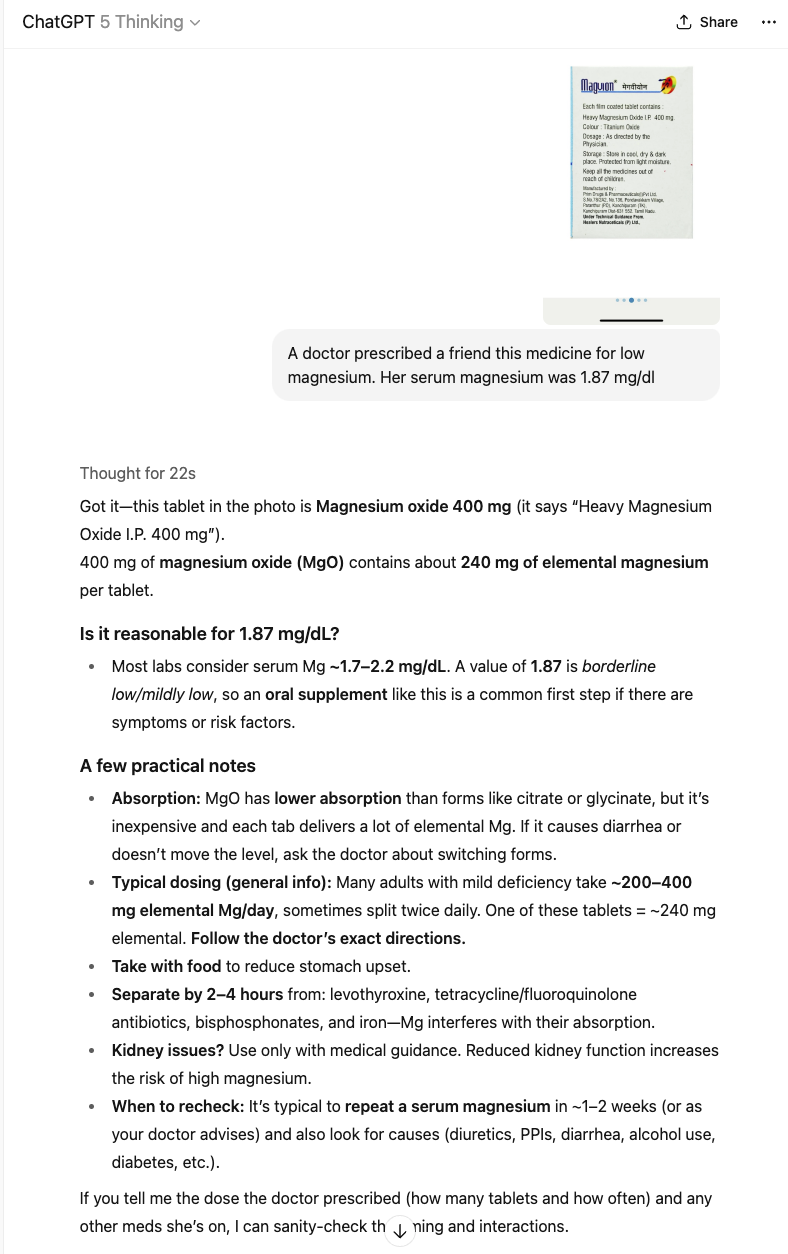 ChatGPT 5 Thinking
Share
Magvion® मेगवीयोन
Each film coated tablet contains :
Heavy Magnesium Oxide I.P. 400 mg.
Colour : Titanium Oxide
Dosage : As directed by the
Physician
Storage : Store in cool, dry & dark
place. Protected from light moisture.
Keep all the medicines out of
reach of children.
Manufactured by :
Prim Drugs & Pharmaceuticals(I)Pvt Ltd.
Kanchipuram Dist-631 552, Tamil Nadu.
Under Technical Guidance From.
Healers Nutraceuticals (P) Ltd.,
A doctor prescribed a friend this medicine for low
magnesium. Her serum magnesium was 1.87 mg/dl
Thought for 22s
Got it—this tablet in the photo is Magnesium oxide 400 mg (it says “Heavy Magnesium
Oxide I.P. 400 mg”).
400 mg of magnesium oxide (MgO) contains about 240 mg of elemental magnesium
per tablet.
Is it reasonable for 1.87 mg/dL?
• Most labs consider serum Mg ~1.7–2.2 mg/dL. A value of 1.87 is borderline
low/mildly low, so an oral supplement like this is a common first step if there are
symptoms or risk factors.
A few practical notes
• Absorption: MgO has lower absorption than forms like citrate or glycinate, but it’s
inexpensive and each tab delivers a lot of elemental Mg. If it causes diarrhea or
doesn’t move the level, ask the doctor about switching forms.
• Typical dosing (general info): Many adults with mild deficiency take ~200–400
mg elemental Mg/day, sometimes split twice daily. One of these tablets = ~240 mg
elemental. Follow the doctor’s exact directions.
• Take with food to reduce stomach upset.
• Separate by 2–4 hours from: levothyroxine, tetracycline/fluoroquinolone
antibiotics, bisphosphonates, and iron—Mg interferes with their absorption.
• Kidney issues? Use only with medical guidance. Reduced kidney function increases
the risk of high magnesium.
• When to recheck: It’s typical to repeat a serum magnesium in ~1–2 weeks (or as
your doctor advises) and also look for causes (diuretics, PPIs, diarrhea, alcohol use,
diabetes, etc.).
If you tell me the dose the doctor prescribed (how many tablets and how often) and any
other meds she’s on, I can sanity-check th ming and interactions.